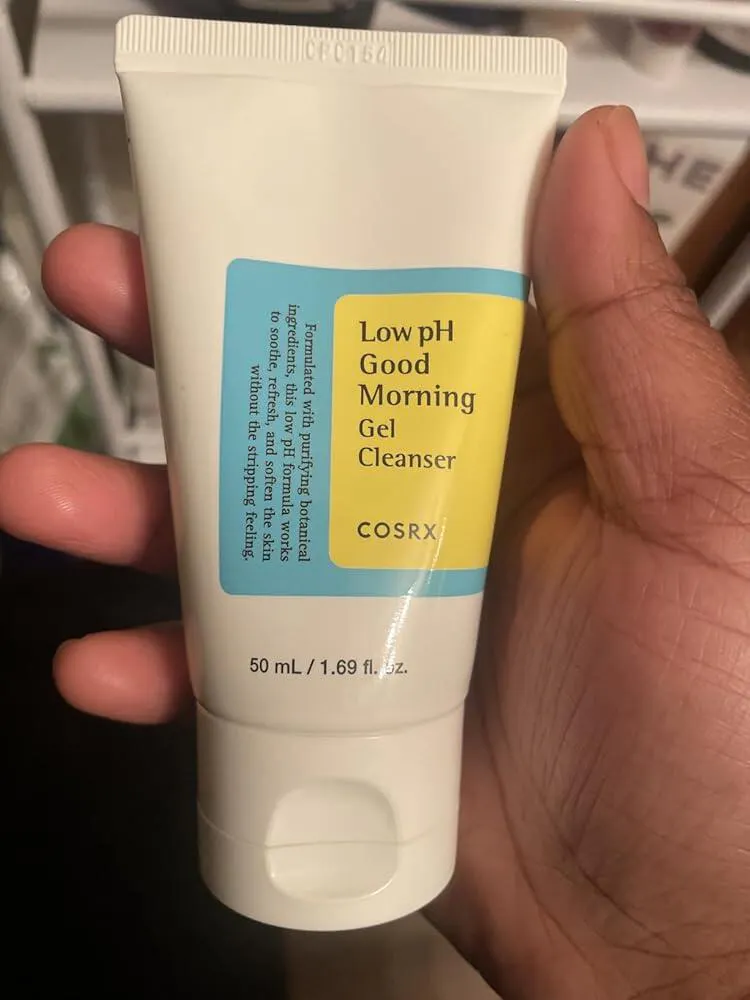 Low pH
Good
Morning
Gel
Cleanser
COSRX
Formulated with purifying botanical
ingredients, this low pH formula works
to soothe, refresh, and soften the skin
without the stripping feeling.
50 mL / 1.69 fl. oz.
HE